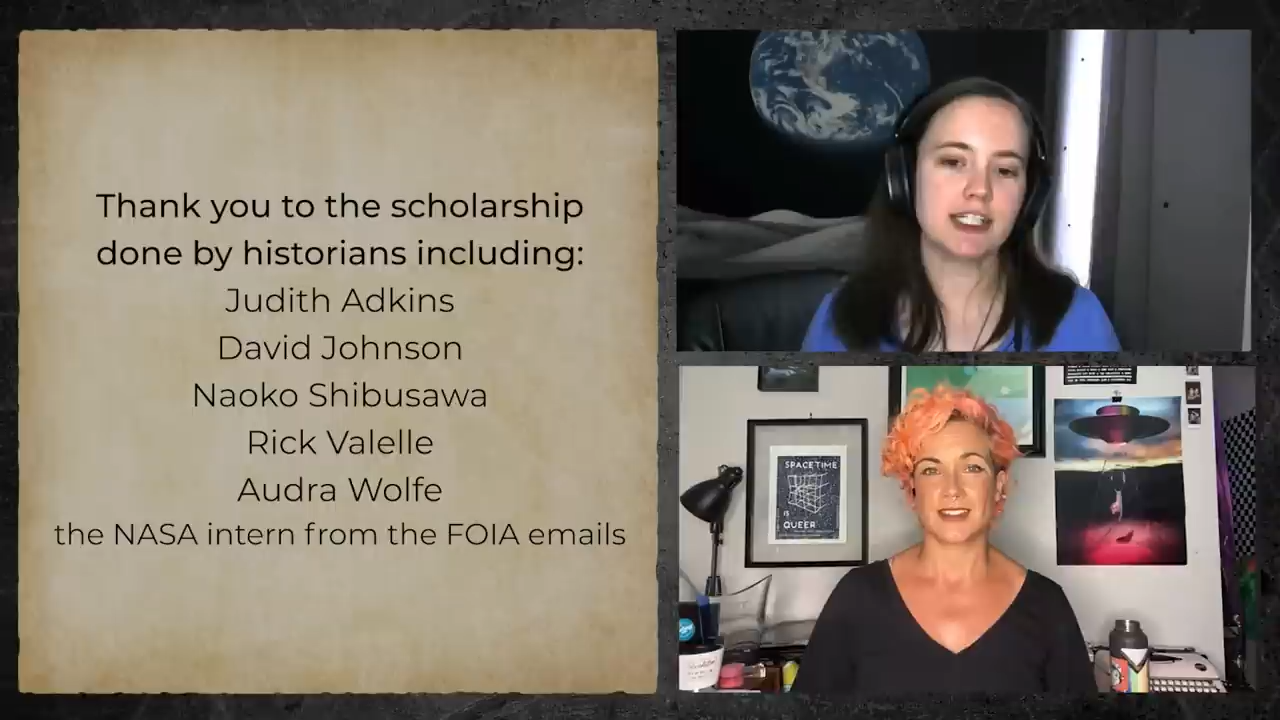 Thank you to the scholarship
done by historians including:
Judith Adkins
David Johnson
Naoko Shibusawa
Rick Valelle
Audra Wolfe
the NASA intern from the FOIA emails
SPACETIME
IS
QUEER